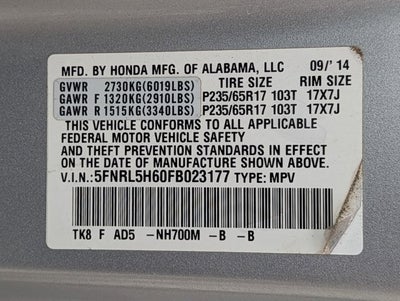 MFD. BY HONDA MFG. OF ALABAMA, LLC 09/'14
GVWR 2730KG(6019LBS) TIRE SIZE RIM SIZE
GAWR F 1320KG(2910LBS) P235/65R17 103T 17X7J
GAWR R 1515KG(3340LBS) P235/65R17 103T 17X7J
THIS VEHICLE CONFORMS TO ALL APPLICABLE
FEDERAL MOTOR VEHICLE SAFETY
AND THEFT PREVENTION STANDARDS IN EFFECT ON
THE DATE OF MANUFACTURE SHOWN ABOVE.
V.I.N.:5FNRL5H60FB023177 TYPE: MPV
TK8 F AD5 -NH700M -B -B